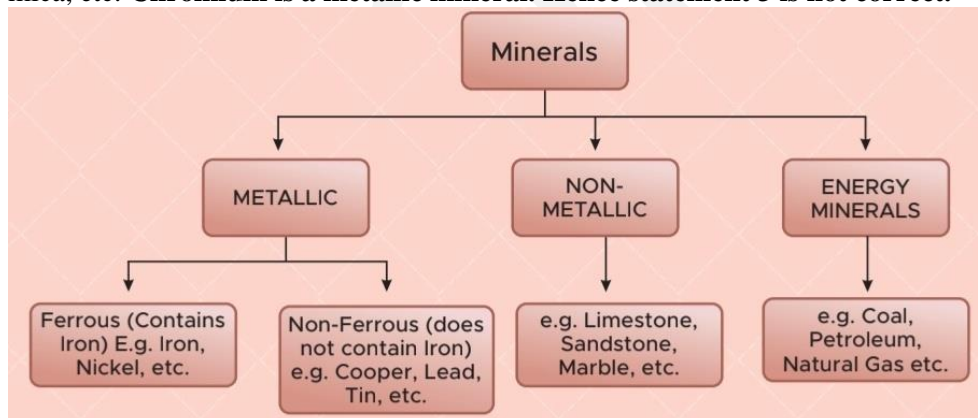 mica, etc. Chromium is a metallic mineral. Hence statement 3 is not correct.
Minerals
METALLIC
NON-
METALLIC
ENERGY
MINERALS
Ferrous (Contains
Iron) E.g. Iron,
Nickel, etc.
Non-Ferrous (does
not contain Iron)
e.g. Cooper, Lead,
Tin, etc.
e.g. Limestone,
Sandstone,
Marble, etc.
e.g. Coal,
Petroleum,
Natural Gas etc.